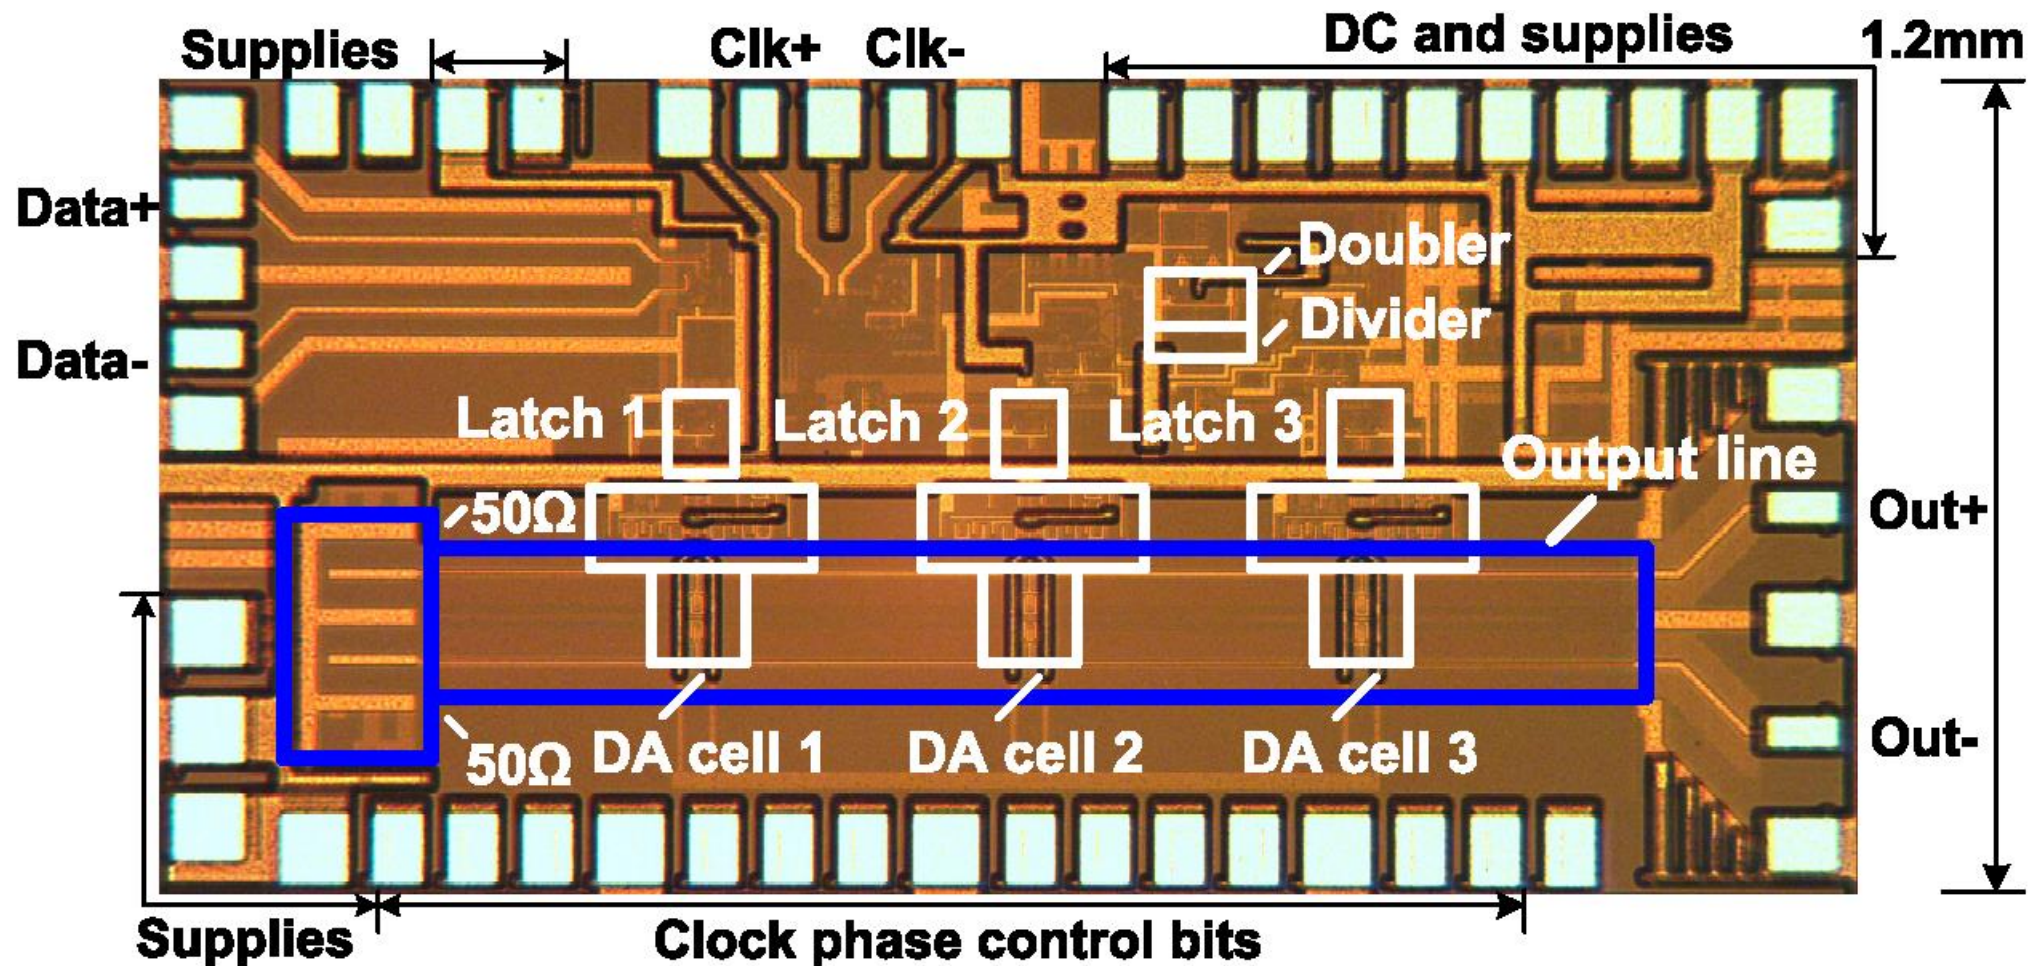 Supplies
Clk+
Clk-
DC and supplies
1.2mm
Data+
Data-
Doubler
Divider
Latch 1
Latch 2
Latch 3
Output line
50Ω
Out+
Out-
50Ω
DA cell 1
DA cell 2
DA cell 3
Supplies
Clock phase control bits